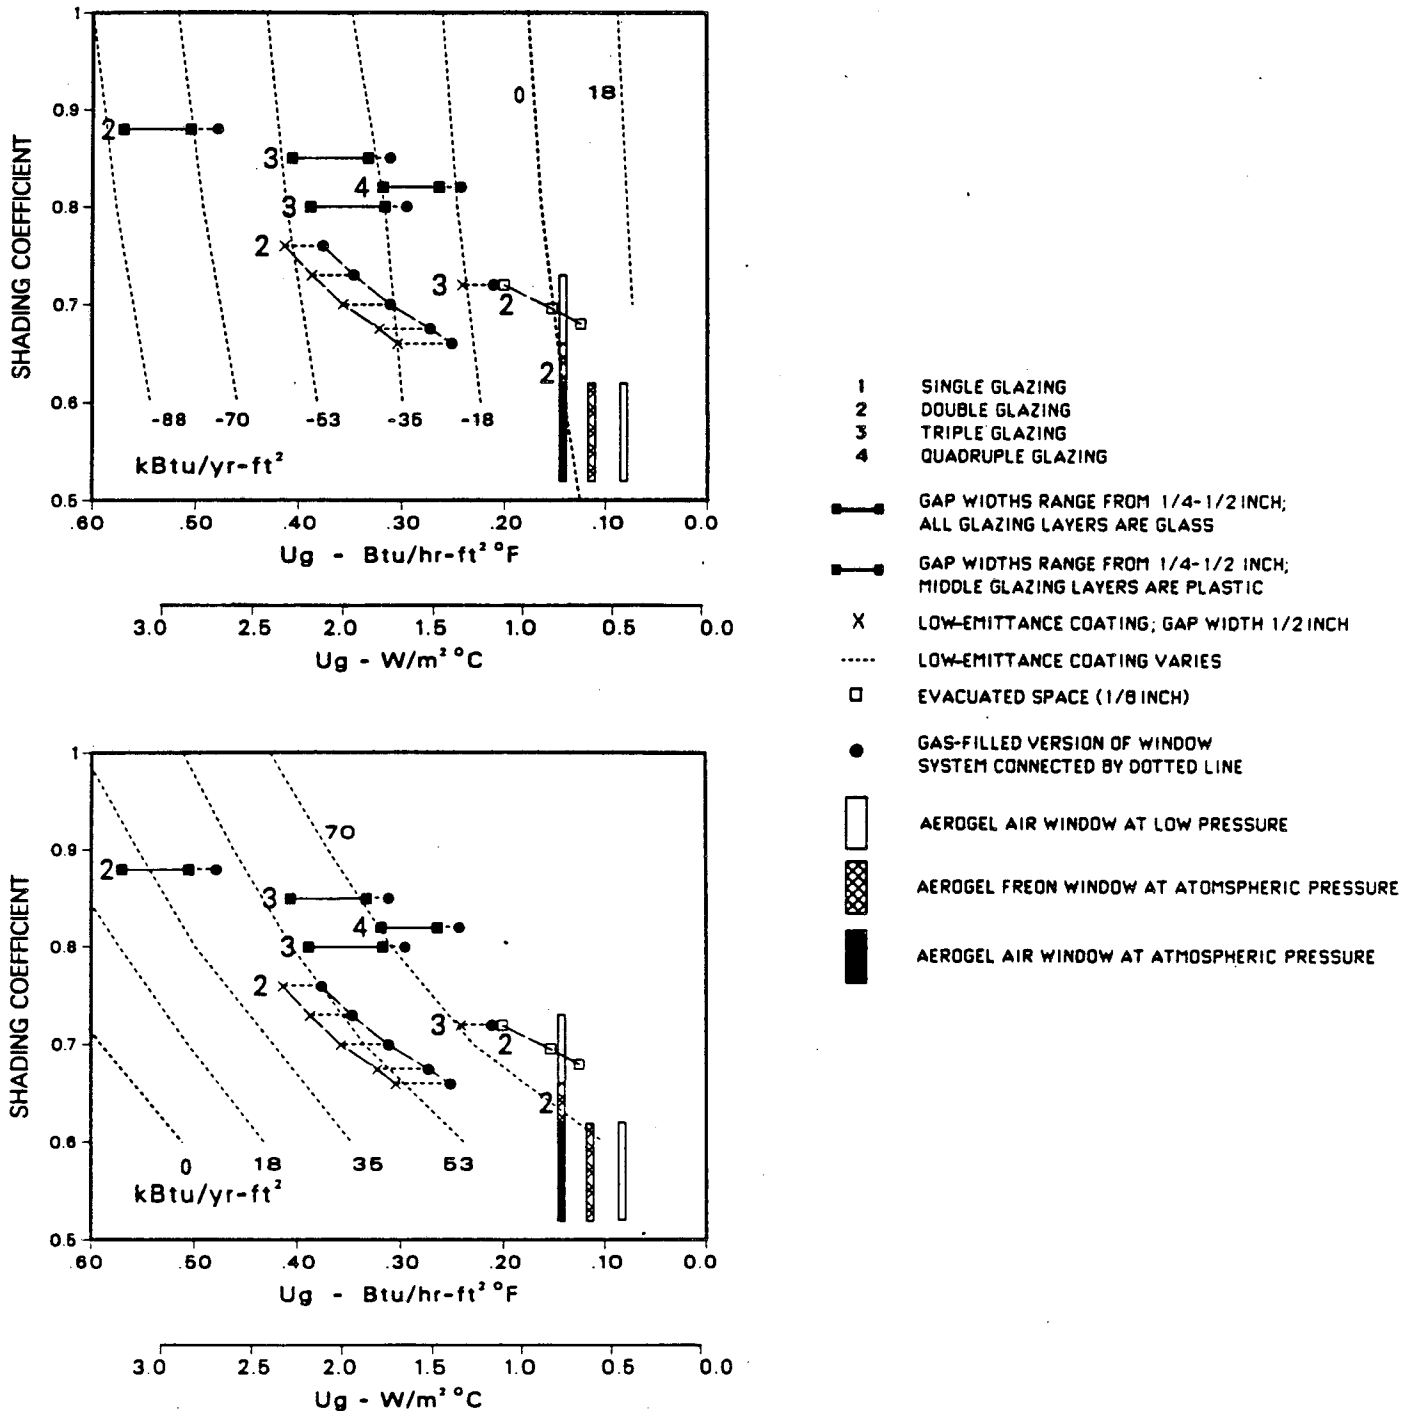 1
0.9
0.8
0.7
0.6
0.5
SHADING COEFFICIENT
0
18
2
3
4
3
2
3
2
2
-88
-70
-53
-35
-18
kBtu/yr-ft²
.60
.50
.40
.30
.20
.10
0.0
Ug - Btu/hr-ft² °F
3.0
2.5
2.0
1.5
1.0
0.5
0.0
Ug - W/m² °C
1 SINGLE GLAZING
2 DOUBLE GLAZING
3 TRIPLE GLAZING
4 QUADRUPLE GLAZING
GAP WIDTHS RANGE FROM 1/4-1/2 INCH;
ALL GLAZING LAYERS ARE GLASS
GAP WIDTHS RANGE FROM 1/4-1/2 INCH;
MIDDLE GLAZING LAYERS ARE PLASTIC
LOW-EMITTANCE COATING; GAP WIDTH 1/2 INCH
LOW-EMITTANCE COATING VARIES
EVACUATED SPACE (1/8 INCH)
GAS-FILLED VERSION OF WINDOW
SYSTEM CONNECTED BY DOTTED LINE
AEROGEL AIR WINDOW AT LOW PRESSURE
AEROGEL FREON WINDOW AT ATOMSPHERIC PRESSURE
AEROGEL AIR WINDOW AT ATMOSPHERIC PRESSURE
1
0.9
0.8
0.7
0.6
0.5
SHADING COEFFICIENT
70
2
3
4
3
2
3
2
2
0
18
35
53
kBtu/yr-ft²
.60
.50
.40
.30
.20
.10
0.0
Ug - Btu/hr-ft² °F
3.0
2.5
2.0
1.5
1.0
0.5
0.0
Ug - W/m² °C